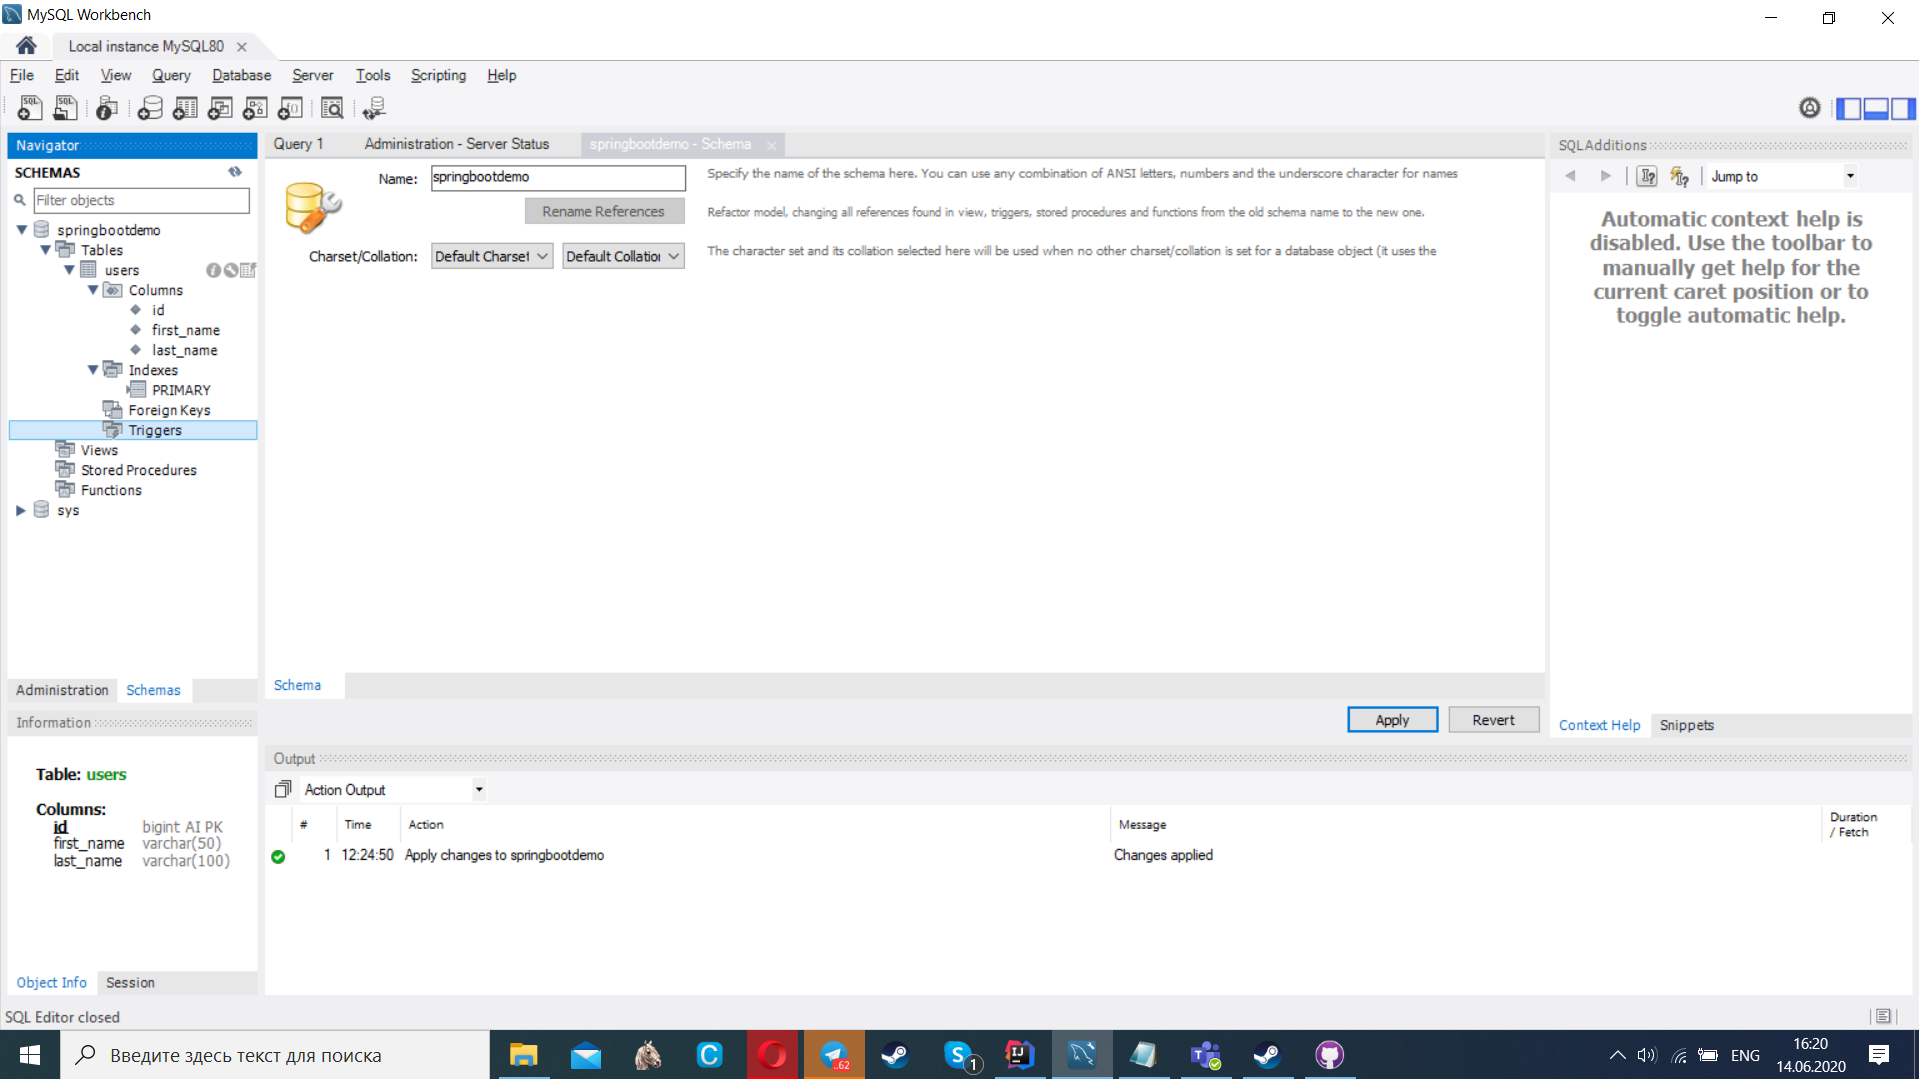 MySQL Workbench
Local instance MySQL80
File Edit View Query Database Server Tools Scripting Help
Navigator
SCHEMAS
Filter objects
springbootdemo
Tables
users
Columns
id
first_name
last_name
Indexes
PRIMARY
Foreign Keys
Triggers
Views
Stored Procedures
Functions
sys
Administration Schemas
Information
Table: users
Columns:
id bigint AI PK
first_name varchar(50)
last_name varchar(100)
Object Info Session
Query 1 Administration - Server Status springbootdemo - Schema
Name: springbootdemo
Specify the name of the schema here. You can use any combination of ANSI letters, numbers and the underscore character for names
Rename References
Refactor model, changing all references found in view, triggers, stored procedures and functions from the old schema name to the new one.
Charset/Collation: Default Charset Default Collation
The character set and its collation selected here will be used when no other charset/collation is set for a database object (it uses the
Schema
Apply Revert
SQLAdditions
Jump to
Automatic context help is
disabled. Use the toolbar to
manually get help for the
current caret position or to
toggle automatic help.
Context Help Snippets
Output
Action Output
# Time Action Message Duration / Fetch
1 12:24:50 Apply changes to springbootdemo Changes applied
SQL Editor closed
Введите здесь текст для поиска
..62
1
ENG
16:20
14.06.2020